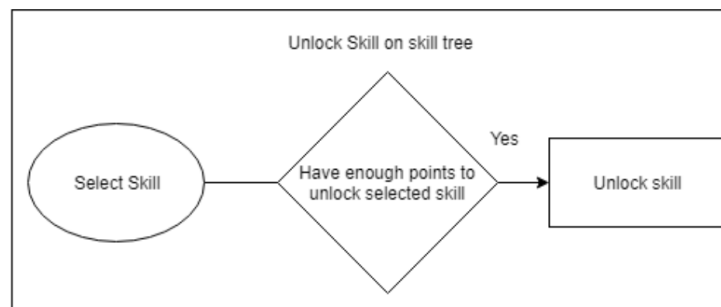 Unlock Skill on skill tree
Select Skill
Have enough points to
unlock selected skill
Yes
Unlock skill